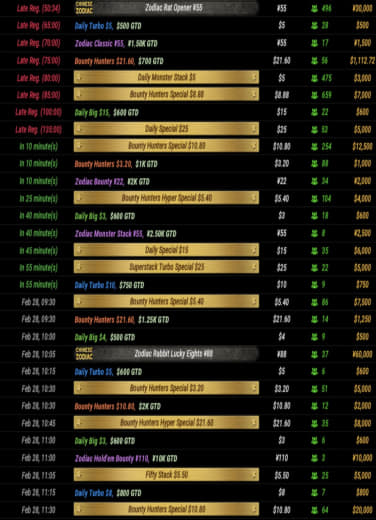 Late Reg. (50:34) CHINESE ZODIAC Zodiac Rat Opener #55 ¥55 496 ¥30,000
Late Reg. (65:00) Daily Turbo $5, $500 GTD $5 28 $500
Late Reg. (70:00) Zodiac Classic ¥55, ¥1.50K GTD ¥55 17 ¥1,500
Late Reg. (75:00) Bounty Hunters $21.60, $700 GTD $21.60 56 $1,112.72
Late Reg. (80:00) Daily Monster Stack $5 $5 475 $3,000
Late Reg. (85:00) Bounty Hunters Special $8.88 $8.88 659 $7,000
Late Reg. (100:00) Daily Big $15, $600 GTD $15 22 $600
Late Reg. (120:00) Daily Special $25 $25 52 $5,000
In 10 minute(s) Bounty Hunters Special $10.80 $10.80 254 $12,500
In 10 minute(s) Bounty Hunters $3.20, $1K GTD $3.20 88 $1,000
In 10 minute(s) Zodiac Bounty ¥22, ¥2K GTD ¥22 34 ¥2,000
In 25 minute(s) Bounty Hunters Hyper Special $5.40 $5.40 104 $4,000
In 40 minute(s) Daily Big $3, $600 GTD $3 18 $600
In 40 minute(s) Zodiac Monster Stack ¥55, ¥2.50K GTD ¥55 8 ¥2,500
In 45 minute(s) Daily Special $15 $15 35 $6,000
In 55 minute(s) Superstack Turbo Special $25 $25 22 $5,000
In 55 minute(s) Daily Turbo $10, $750 GTD $10 9 $750
Feb 28, 09:30 Bounty Hunters Special $5.40 $5.40 86 $7,500
Feb 28, 09:30 Bounty Hunters $21.60, $1.25K GTD $21.60 14 $1,250
Feb 28, 10:00 Daily Big $4, $500 GTD $4 9 $500
Feb 28, 10:05 CHINESE ZODIAC Zodiac Rabbit Lucky Eights ¥88 ¥88 37 ¥60,000
Feb 28, 10:15 Daily Turbo $5, $600 GTD $5 6 $600
Feb 28, 10:30 Bounty Hunters Special $3.20 $3.20 51 $5,000
Feb 28, 10:30 Bounty Hunters $10.80, $2K GTD $10.80 12 $2,000
Feb 28, 10:45 Bounty Hunters Hyper Special $21.60 $21.60 35 $8,000
Feb 28, 11:00 Daily Big $3, $600 GTD $3 6 $600
Feb 28, 11:00 Zodiac Hold'em Bounty ¥110, ¥10K GTD ¥110 3 ¥10,000
Feb 28, 11:05 Fifty Stack $5.50 $5.50 25 $5,000
Feb 28, 11:15 Daily Turbo $8, $800 GTD $8 7 $800
Feb 28, 11:30 Bounty Hunters Special $10.80 $10.80 64 $20,000